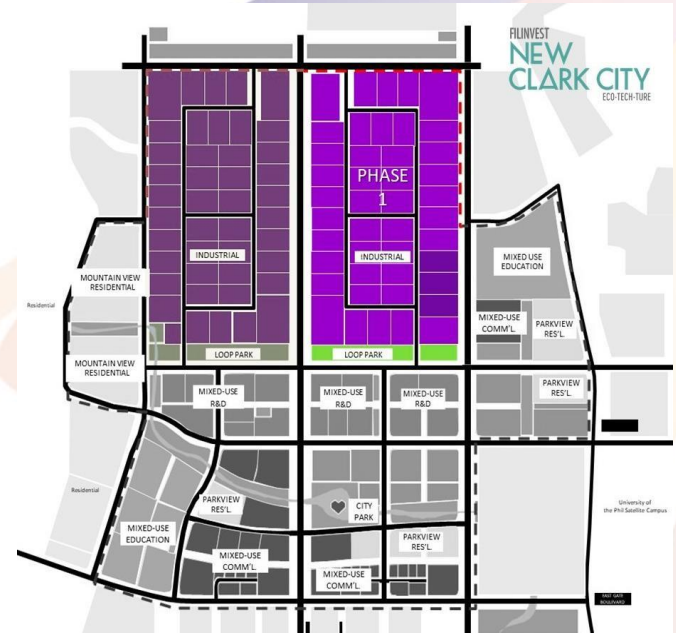 FILINVEST
NEW
CLARK CITY
ECO-TECH-TURE
PHASE
1
INDUSTRIAL
INDUSTRIAL
MIXED USE
EDUCATION
MOUNTAIN VIEW
RESIDENTIAL
Residential
MIXED-USE
COMM'L.
PARKVIEW
RES'L.
LOOP PARK
LOOP PARK
MOUNTAIN VIEW
RESIDENTIAL
MIXED-USE
R&D
MIXED-USE
R&D
MIXED-USE
R&D
PARKVIEW
RES'L.
Residential
PARKVIEW
RES'L.
CITY
PARK
University of
the Phil Satellite Campus
MIXED-USE
EDUCATION
PARKVIEW
RES'L.
MIXED-USE
COMM'L.
MIXED-USE
COMM'L.
EAST GATE
BOULEVARD